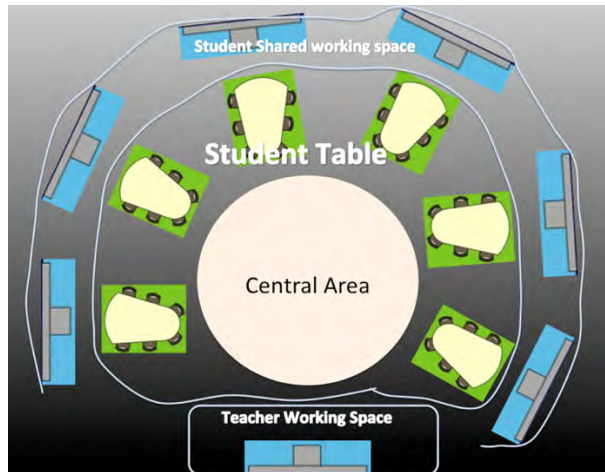 Student Shared working space
Student Table
Central Area
Teacher Working Space